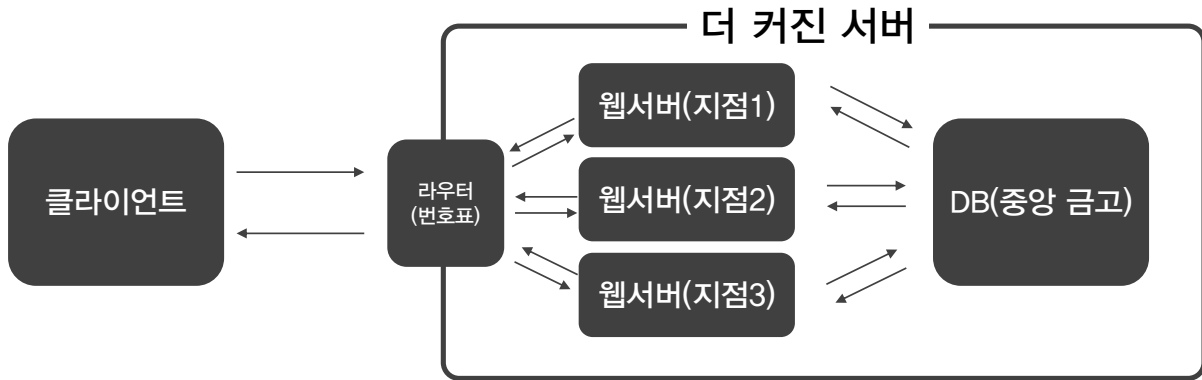 더 커진 서버
클라이언트
라우터
(번호표)
웹서버(지점1)
웹서버(지점2)
웹서버(지점3)
DB(중앙 금고)